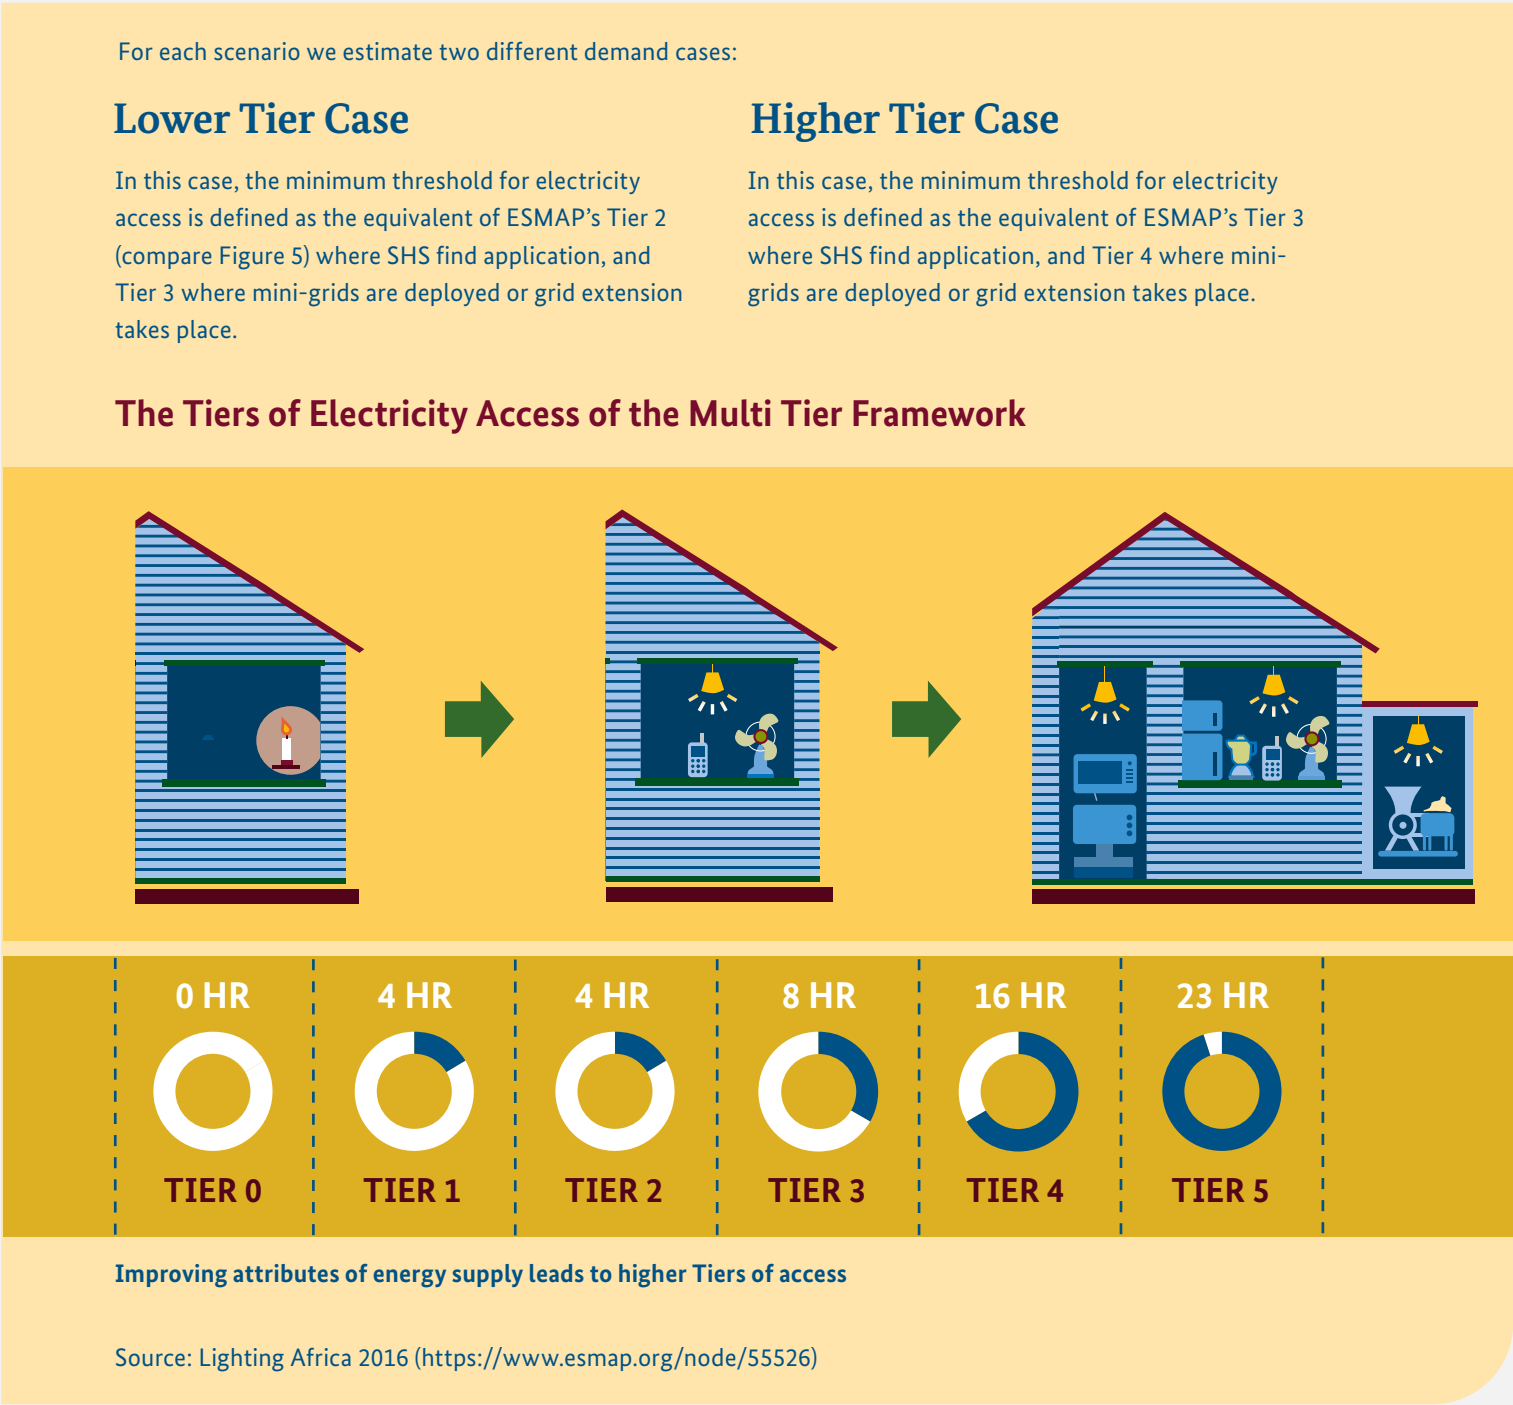 For each scenario we estimate two different demand cases:
Lower Tier Case
In this case, the minimum threshold for electricity
access is defined as the equivalent of ESMAP’s Tier 2
(compare Figure 5) where SHS find application, and
Tier 3 where mini-grids are deployed or grid extension
takes place.
Higher Tier Case
In this case, the minimum threshold for electricity
access is defined as the equivalent of ESMAP’s Tier 3
where SHS find application, and Tier 4 where mini-
grids are deployed or grid extension takes place.
The Tiers of Electricity Access of the Multi Tier Framework
0 HR
TIER 0
4 HR
TIER 1
4 HR
TIER 2
8 HR
TIER 3
16 HR
TIER 4
23 HR
TIER 5
Improving attributes of energy supply leads to higher Tiers of access
Source: Lighting Africa 2016 (https://www.esmap.org/node/55526)